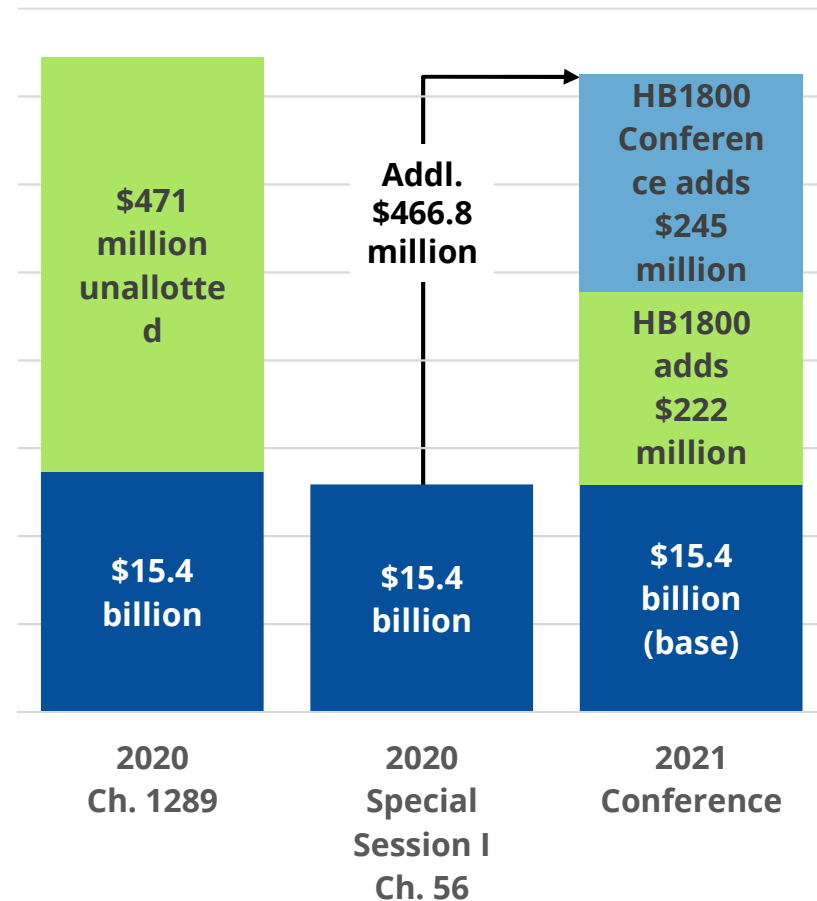 $471
million
unallotte
d
$15.4
billion
Addl.
$466.8
million
$15.4
billion
HB1800
Conferen
ce adds
$245
million
HB1800
adds
$222
million
$15.4
billion
(base)
2020
Ch. 1289
2020
Special
Session I
Ch. 56
2021
Conference